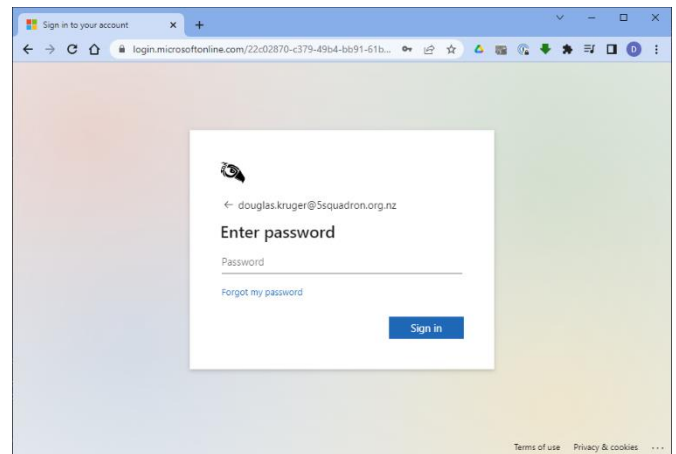 Sign in to your account
login.microsoftonline.com/22c02870-c379-49b4-bb91-61b...
D
douglas.kruger@5squadron.org.nz
Enter password
Password
Forgot my password
Sign in
Terms of use Privacy & cookies ...